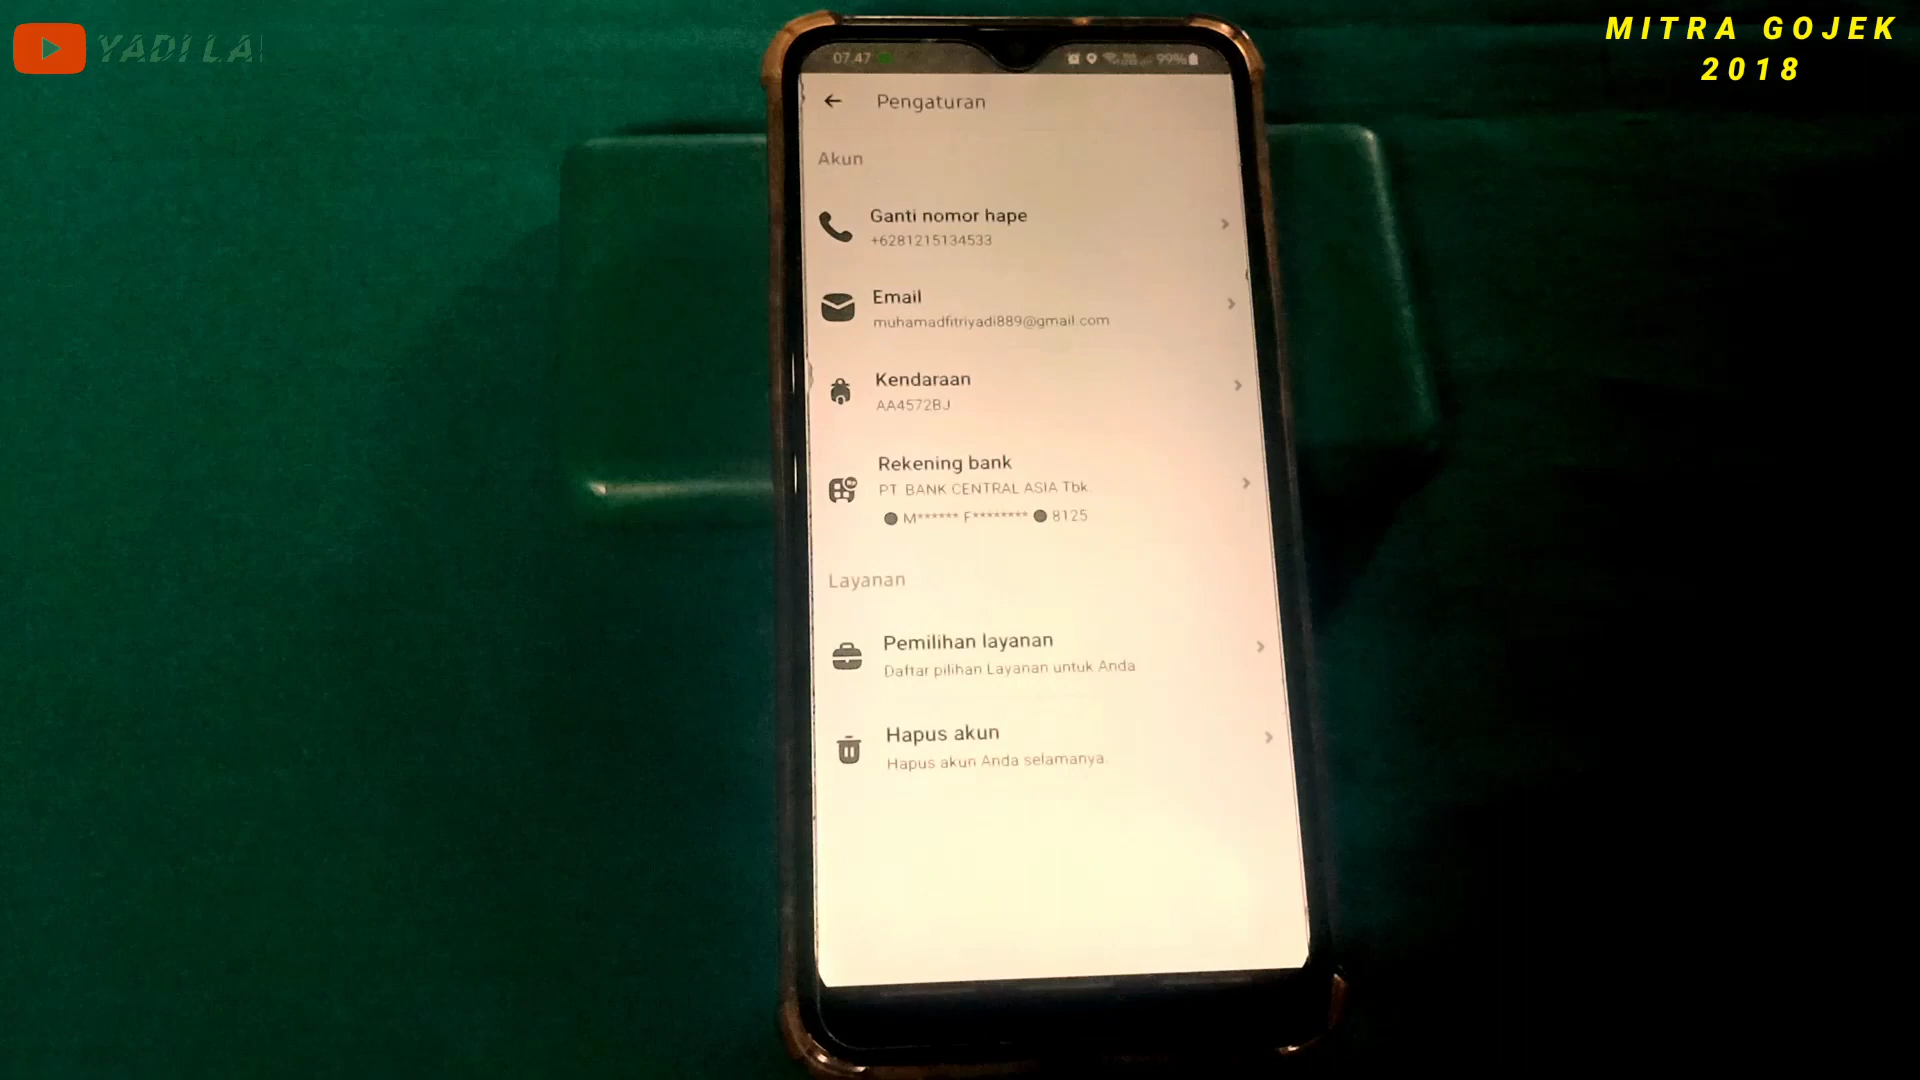 YADI LA
MITRA GOJEK
2018
07.47
99%
Pengaturan
Akun
Ganti nomor hape
+6281215134533
Email
muhamadfitriyadi889@gmail.com
Kendaraan
AA4572BJ
Rekening bank
PT. BANK CENTRAL ASIA Tbk
M****** F******** 8125
Layanan
Pemilihan layanan
Daftar pilihan Layanan untuk Anda
Hapus akun
Hapus akun Anda selamanya.